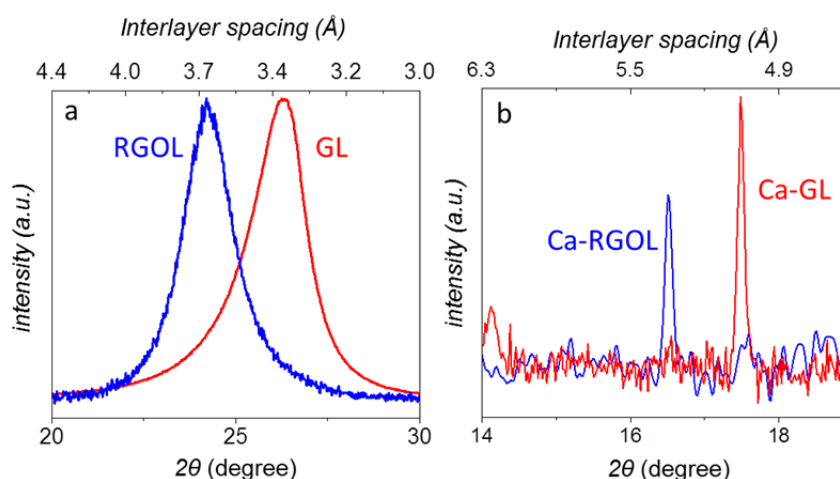 Interlayer spacing (Å)
4.4 4.0 3.7 3.4 3.2 3.0
a
RGOL
GL
intensity (a.u.)
20 25 30
2θ (degree)
Interlayer spacing (Å)
6.3 5.5 4.9
b
Ca-GL
Ca-RGOL
intensity (a.u.)
14 16 18
2θ (degree)